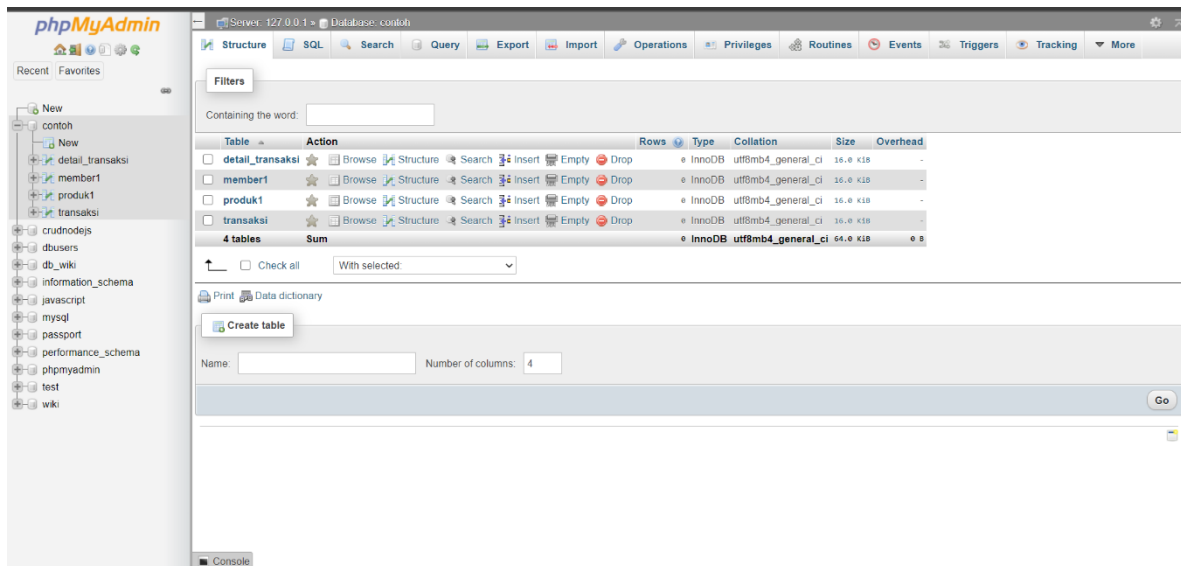 phpMyAdmin
Recent Favorites
New
contoh
New
detail_transaksi
member1
produk1
transaksi
crudnodejs
dbusers
db_wiki
information_schema
javascript
mysql
passport
performance_schema
phpmyadmin
test
wiki
Server: 127.0.0.1 » Database: contoh
Structure SQL Search Query Export Import Operations Privileges Routines Events Triggers Tracking More
Filters
Containing the word:
Table Action Rows Type Collation Size Overhead
detail_transaksi Browse Structure Search Insert Empty Drop 0 InnoDB utf8mb4_general_ci 16.0 KiB -
member1 Browse Structure Search Insert Empty Drop 0 InnoDB utf8mb4_general_ci 16.0 KiB -
produk1 Browse Structure Search Insert Empty Drop 0 InnoDB utf8mb4_general_ci 16.0 KiB -
transaksi Browse Structure Search Insert Empty Drop 0 InnoDB utf8mb4_general_ci 16.0 KiB -
4 tables Sum 0 InnoDB utf8mb4_general_ci 64.0 KiB 0 B
Check all With selected:
Print Data dictionary
Create table
Name: Number of columns: 4
Go
Console